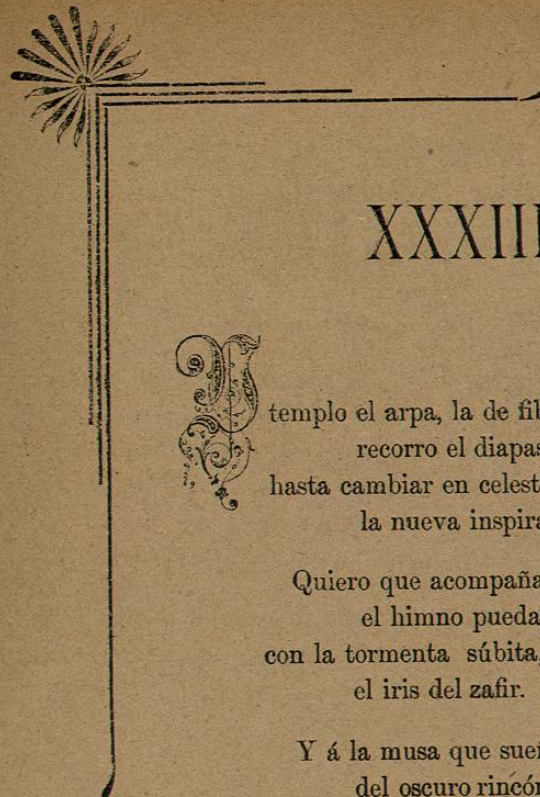 XXXIII
Y
templo el arpa, la de
recorro el
hasta cambiar en
la nueva
Quiero que
el himno pueda
con la tormenta súbita,
el iris del zafir.
Y á la musa que
del oscuro